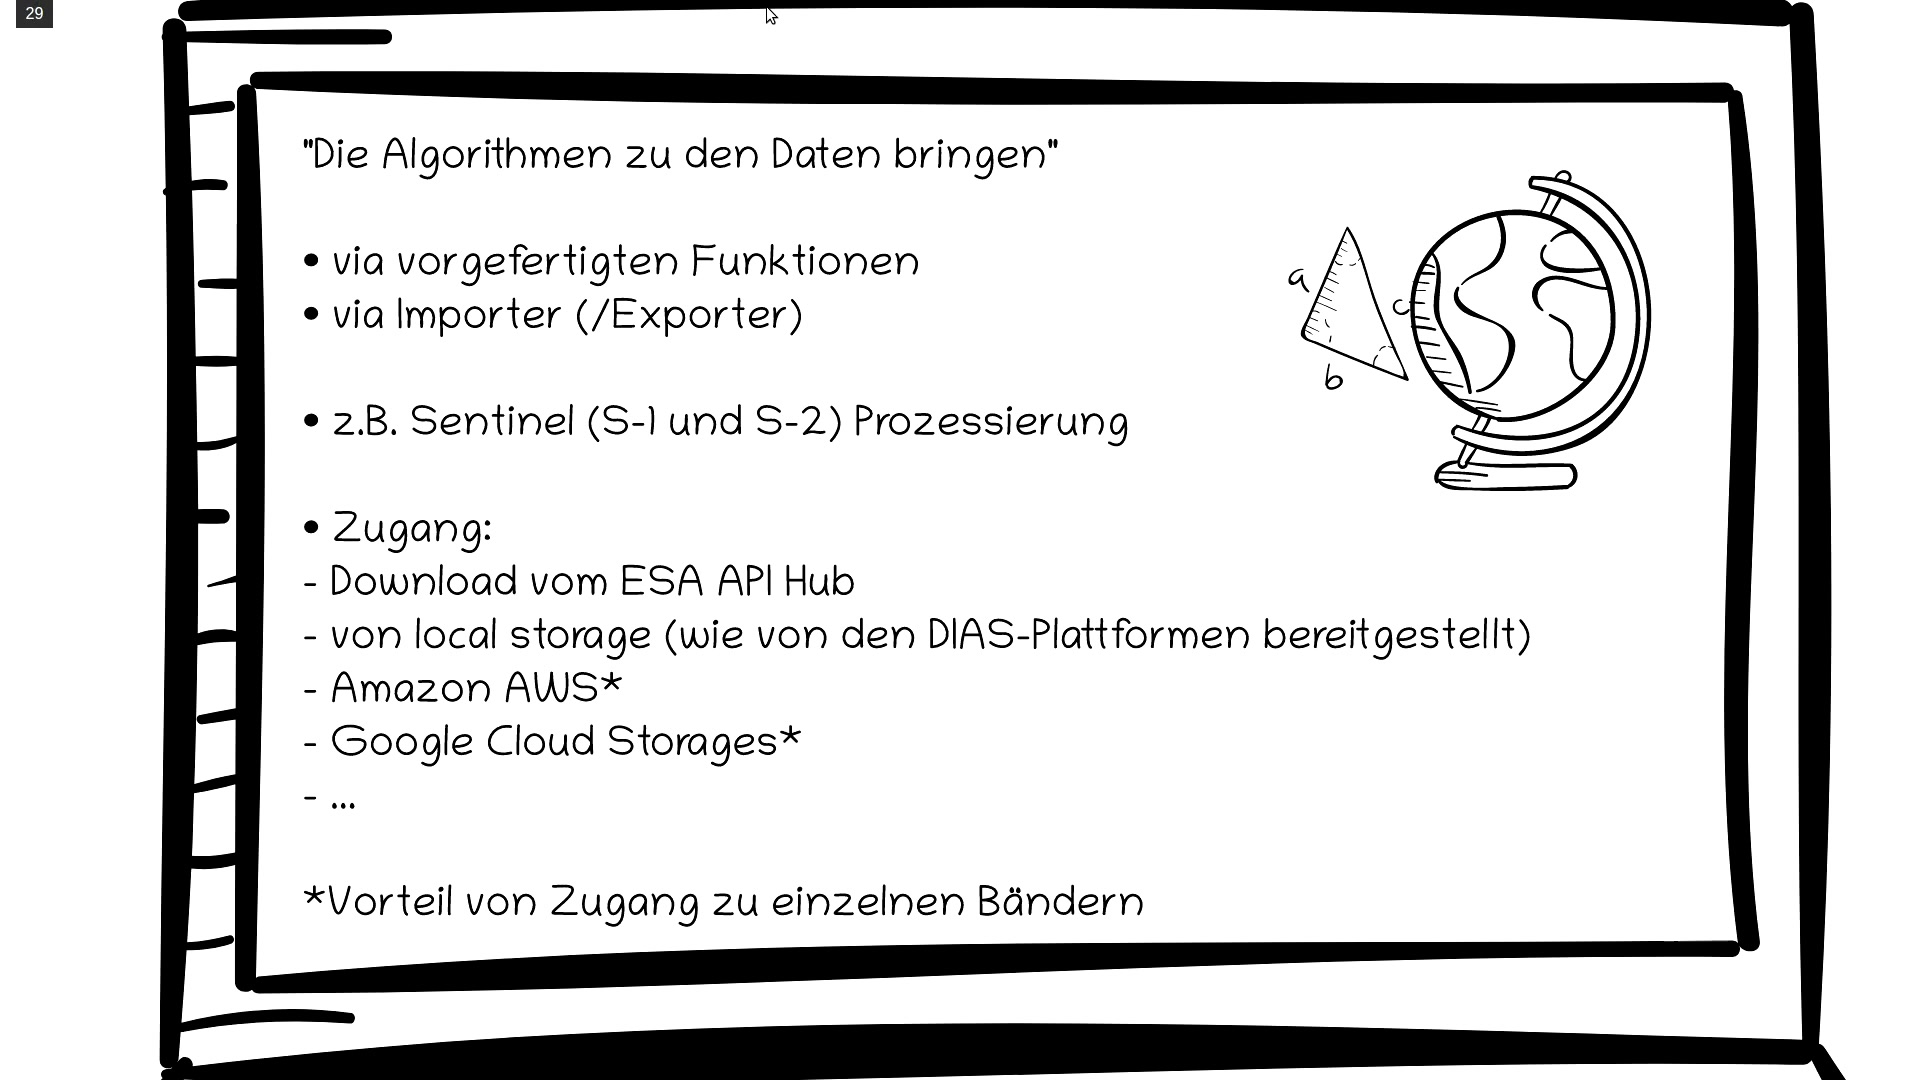 29
"Die Algorithmen zu den Daten bringen"
• via vorgefertigten Funktionen
• via Importer (/Exporter)
• z.B. Sentinel (S-1 und S-2) Prozessierung
• Zugang:
- Download vom ESA API Hub
- von local storage (wie von den DIAS-Plattformen bereitgestellt)
- Amazon AWS*
- Google Cloud Storages*
- ...
*Vorteil von Zugang zu einzelnen Bändern
a
c
b